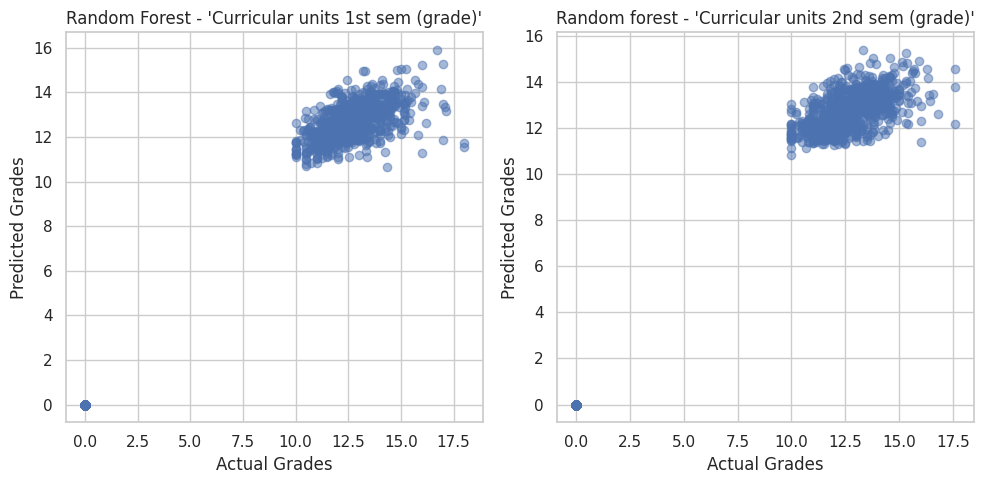 Random Forest - 'Curricular units 1st sem (grade)'
16
14
12
10
8
6
4
2
0
Predicted Grades
0.0 2.5 5.0 7.5 10.0 12.5 15.0 17.5
Actual Grades
Random forest - 'Curricular units 2nd sem (grade)'
16
14
12
10
8
6
4
2
0
Predicted Grades
0.0 2.5 5.0 7.5 10.0 12.5 15.0 17.5
Actual Grades